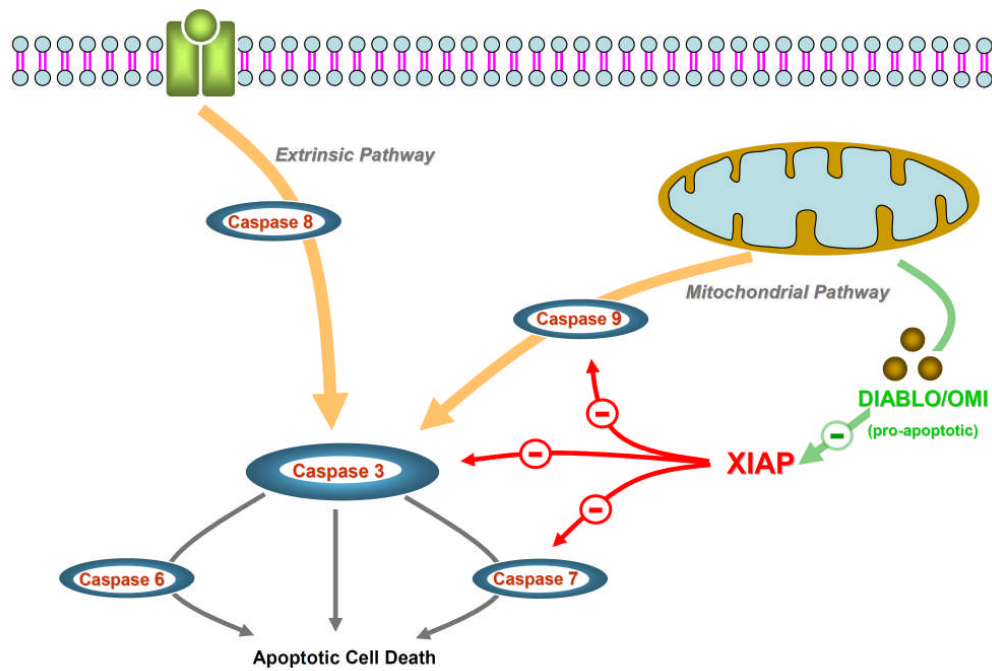 Extrinsic Pathway
Caspase 8
Mitochondrial Pathway
Caspase 9
DIABLO/OMI
(pro-apoptotic)
-
-
-
XIAP
Caspase 3
-
Caspase 6
Caspase 7
Apoptotic Cell Death